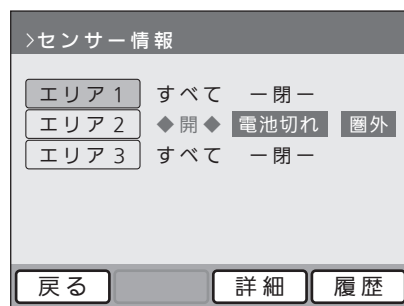 >センサー情報
エリア1 すべて ー閉ー
エリア2 ◆開◆ 電池切れ 圏外
エリア3 すべて ー閉ー
戻る 詳細 履歴